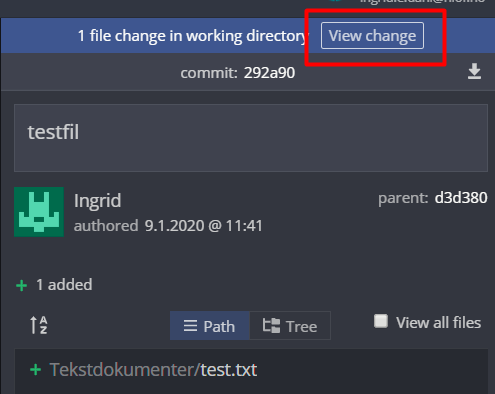 1 file change in working directory View change
commit: 292a90
testfil
Ingrid parent: d3d380
authored 9.1.2020 @ 11:41
+ 1 added
A Z Path Tree View all files
+ Tekstdokumenter/test.txt